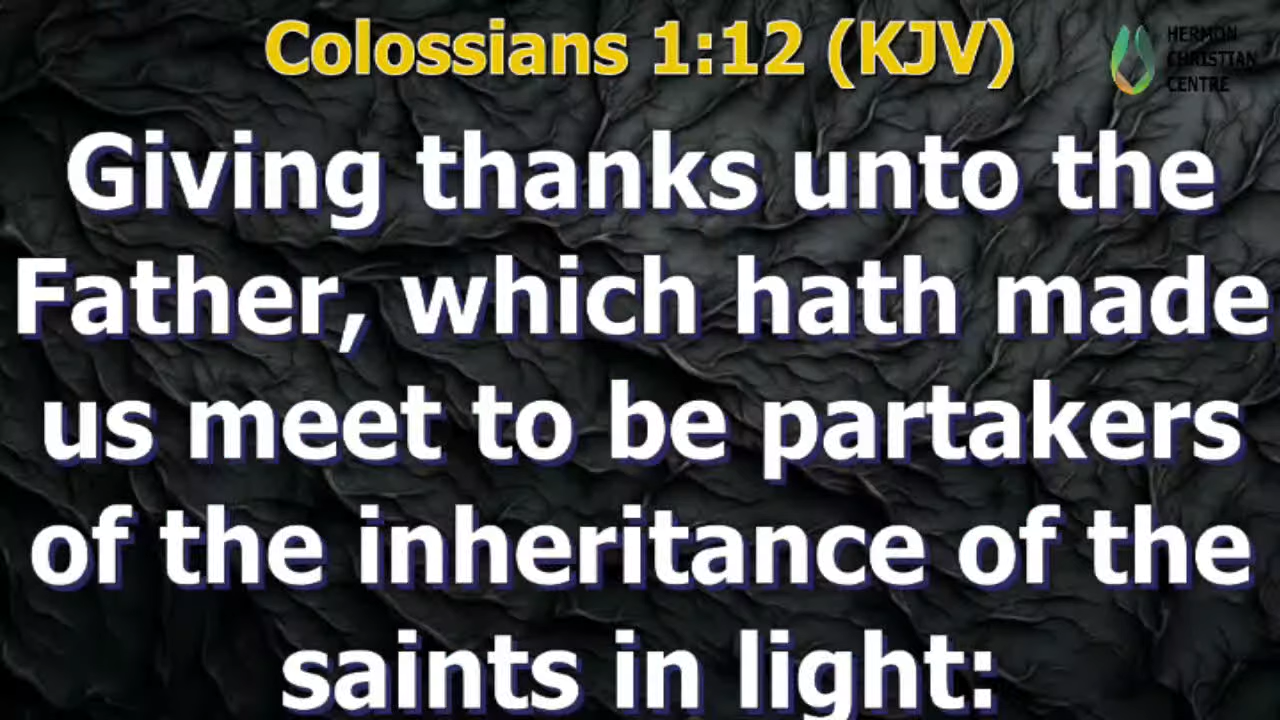 Colossians 1:12 (KJV)
HERMON
CHRISTIAN
CENTRE
Giving thanks unto the
Father, which hath made
us meet to be partakers
of the inheritance of the
saints in light: